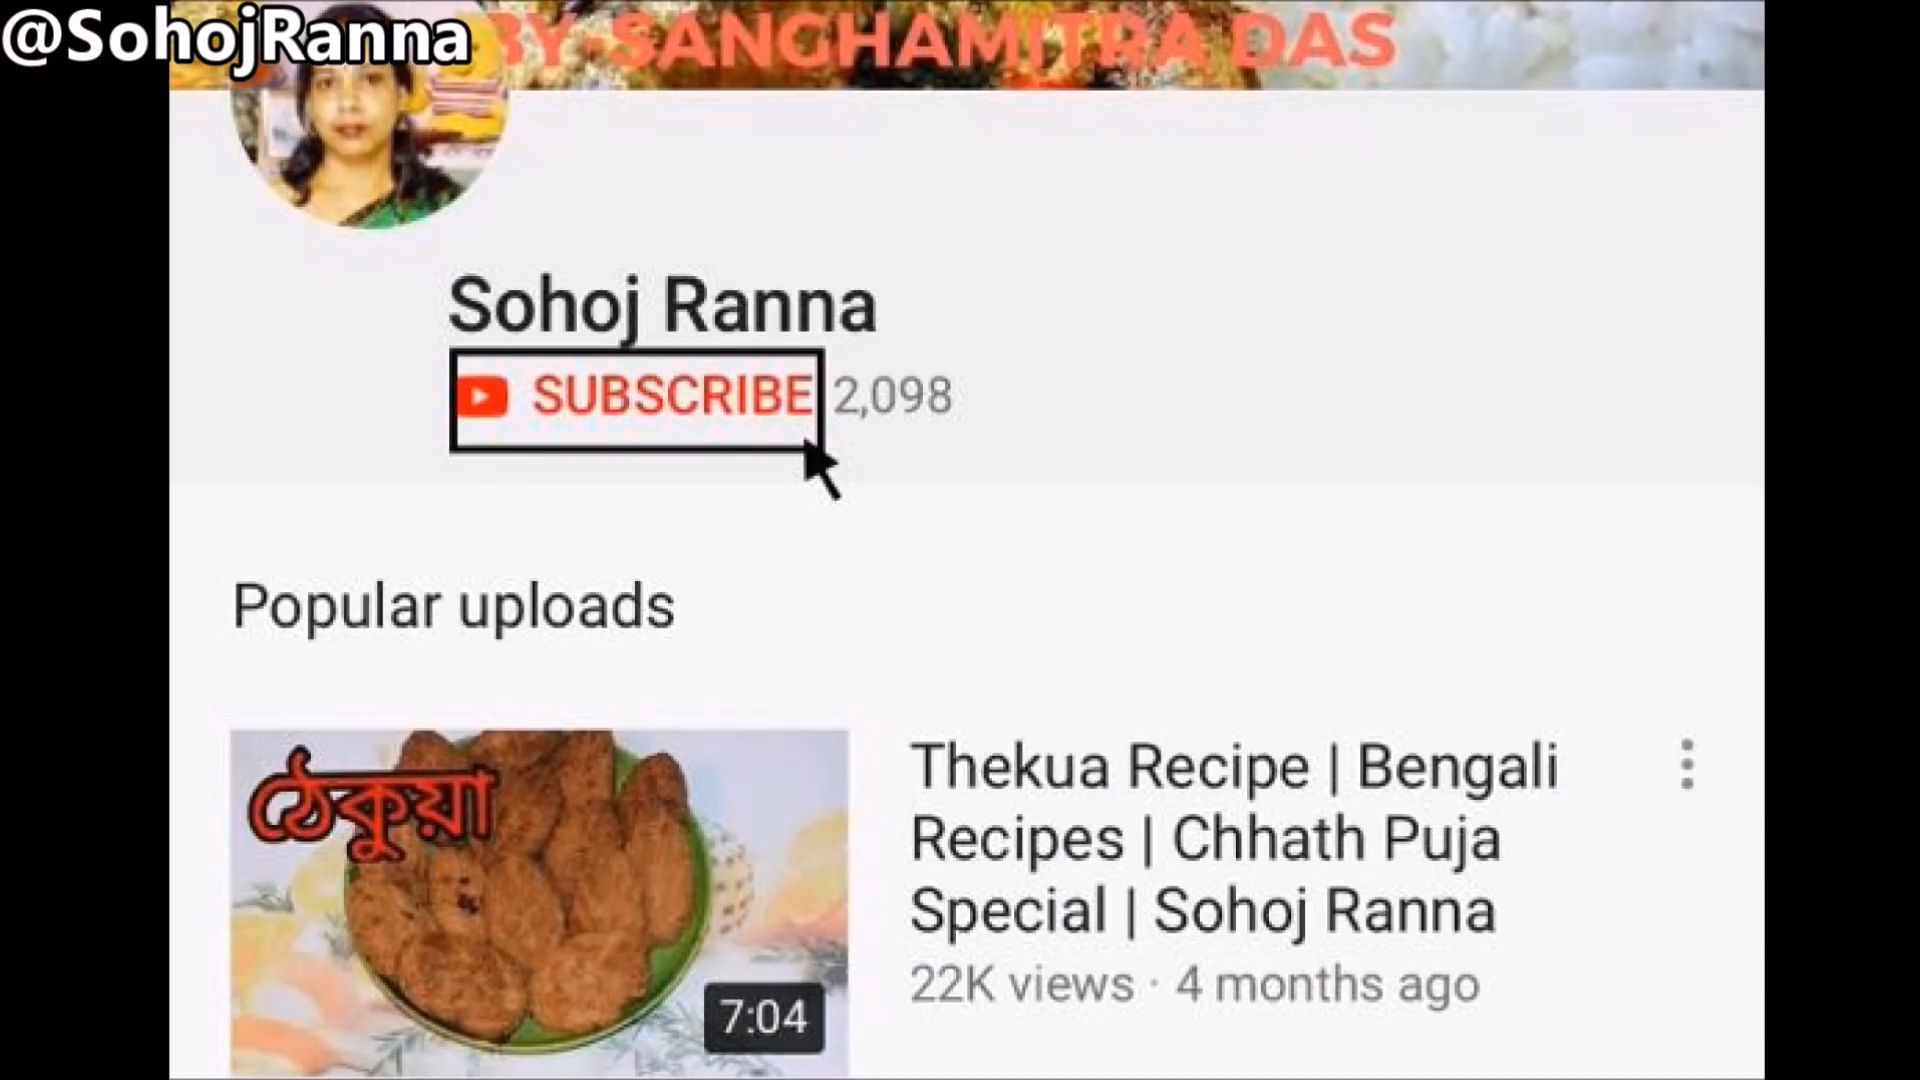 @SohojRanna
BY SANGHAMITRA DAS
Sohoj Ranna
SUBSCRIBE 2,098
Popular uploads
ঠেকুয়া
7:04
Thekua Recipe | Bengali
Recipes | Chhath Puja
Special | Sohoj Ranna
22K views · 4 months ago